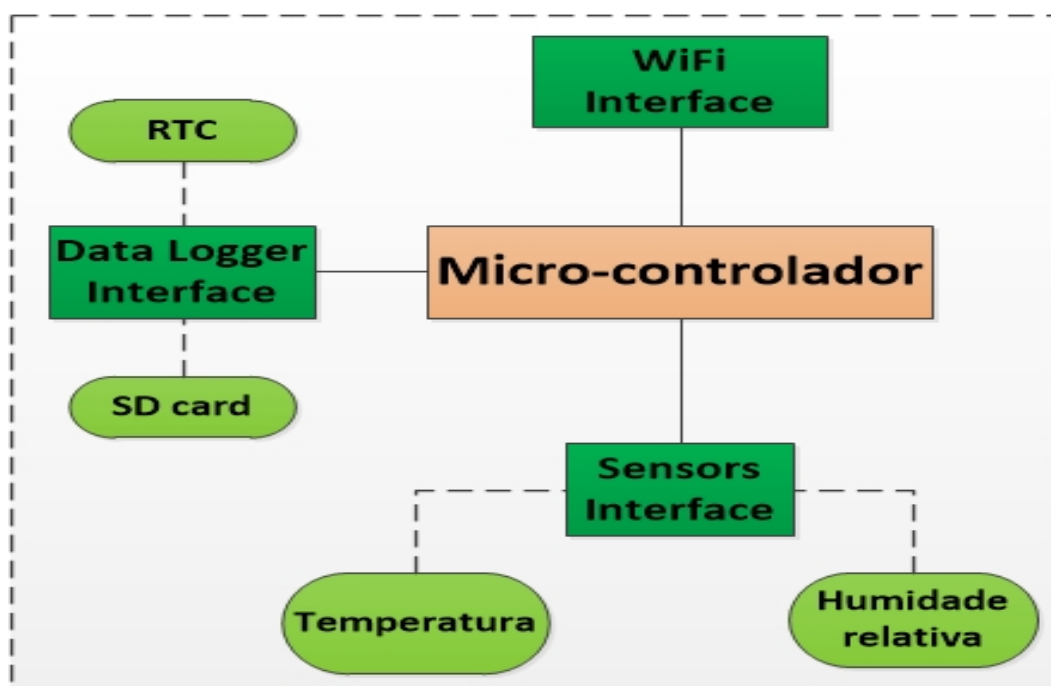 WiFi
Interface
RTC
Data Logger
Interface
Micro-controlador
SD card
Sensors
Interface
Temperatura
Humidade
relativa